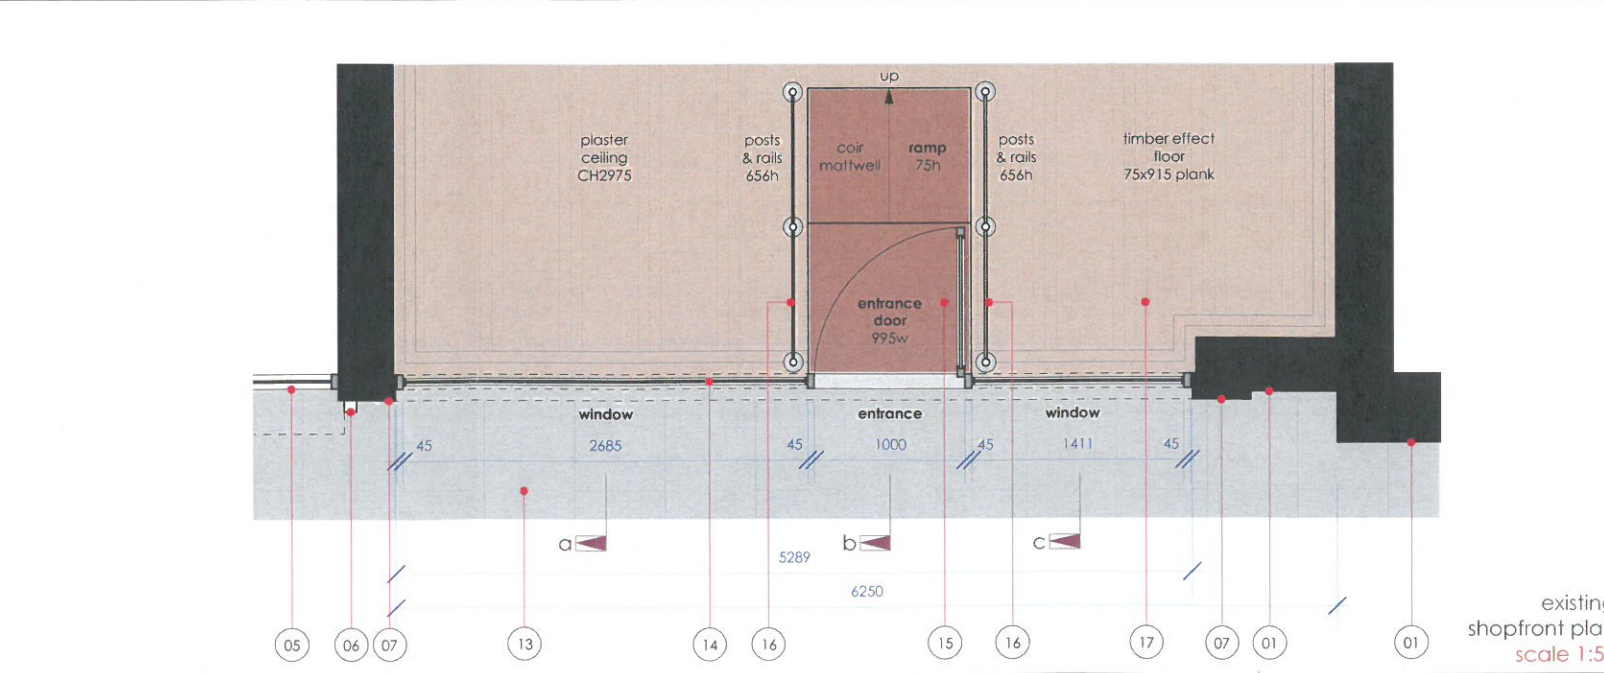 up
plaster
ceiling
CH2975
posts
& rails
656h
coir
mattwell
ramp
75h
posts
& rails
656h
timber effect
floor
75x915 plank
entrance
door
995w
window
entrance
window
45
2685
45
1000
45
1411
45
a
b
c
5289
6250
05
06
07
13
14
16
15
16
17
07
01
01
existing
shopfront pla
scale 1:5